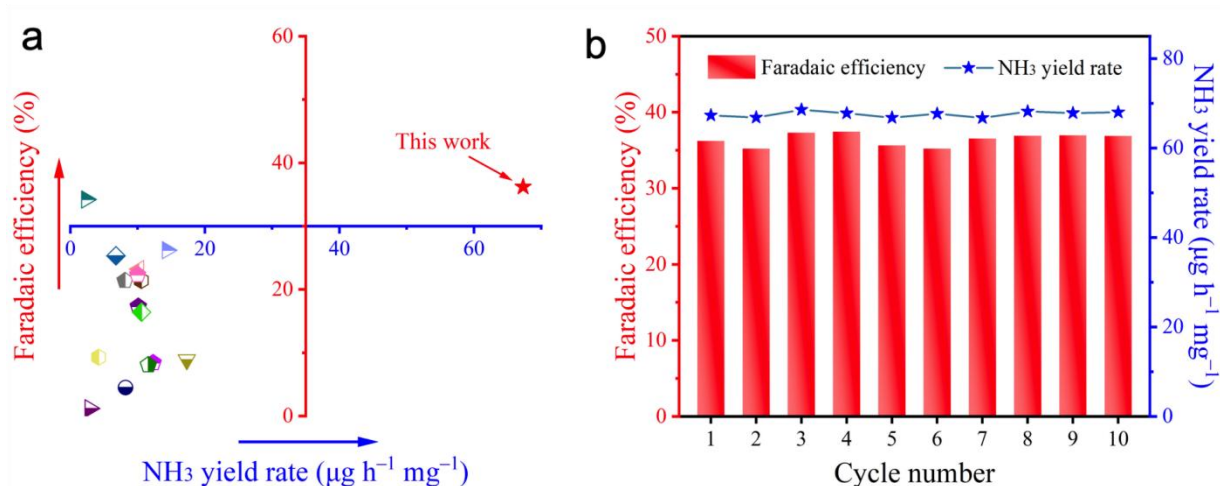 a
Faradaic efficiency (%)
60
40
20
0
This work
0 20 40 60
NH₃ yield rate (μg h⁻¹ mg⁻¹)
b
Faradaic efficiency (%)
50
40
30
20
10
0
Faradaic efficiency
NH₃ yield rate
80
60
40
20
0
NH₃ yield rate (μg h⁻¹ mg⁻¹)
1 2 3 4 5 6 7 8 9 10
Cycle number